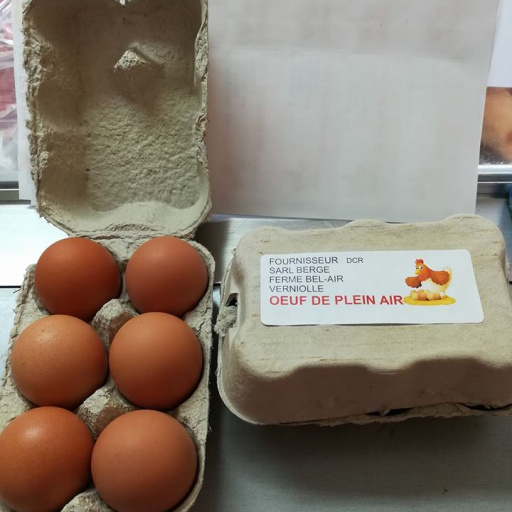 FOURNISSEUR DCR
SARL BERGE
FERME BEL-AIR
VERNIOLLE
OEUF DE PLEIN AIR